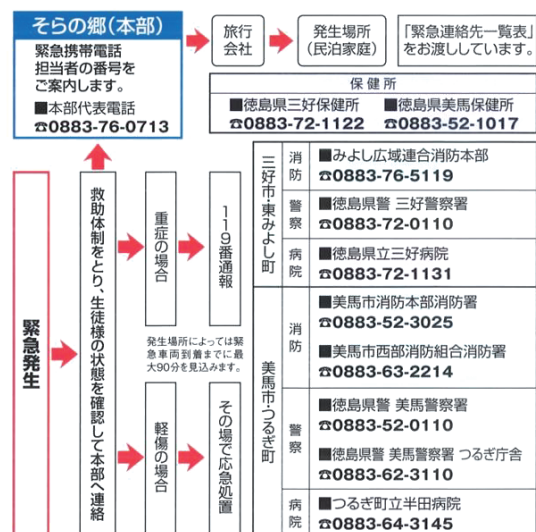 そらの郷(本部)
緊急携帯電話
担当者の番号を
ご案内します。
■本部代表電話
☎0883-76-0713
旅行
会社
発生場所
(民泊家庭)
「緊急連絡先一覧表」
をお渡ししています。
保健所
■徳島県三好保健所
☎0883-72-1122
■徳島県美馬保健所
☎0883-52-1017
緊急発生
救助体制をとり、生徒様の状態を確認して本部へ連絡
重症の場合
119番通報
発生場所によっては緊
急車両到着までに最
大90分を見込みます。
軽傷の場合
その場で応急処置
三好市・東みよし町
消防
■みよし広域連合消防本部
☎0883-76-5119
警察
■徳島県警 三好警察署
☎0883-72-0110
病院
■徳島県立三好病院
☎0883-72-1131
美馬市・つるぎ町
消防
■美馬市消防本部消防署
☎0883-52-3025
■美馬市西部消防組合消防署
☎0883-63-2214
警察
■徳島県警 美馬警察署
☎0883-52-0110
■徳島県警 美馬警察署 つるぎ庁舎
☎0883-62-3110
病院
■つるぎ町立半田病院
☎0883-64-3145